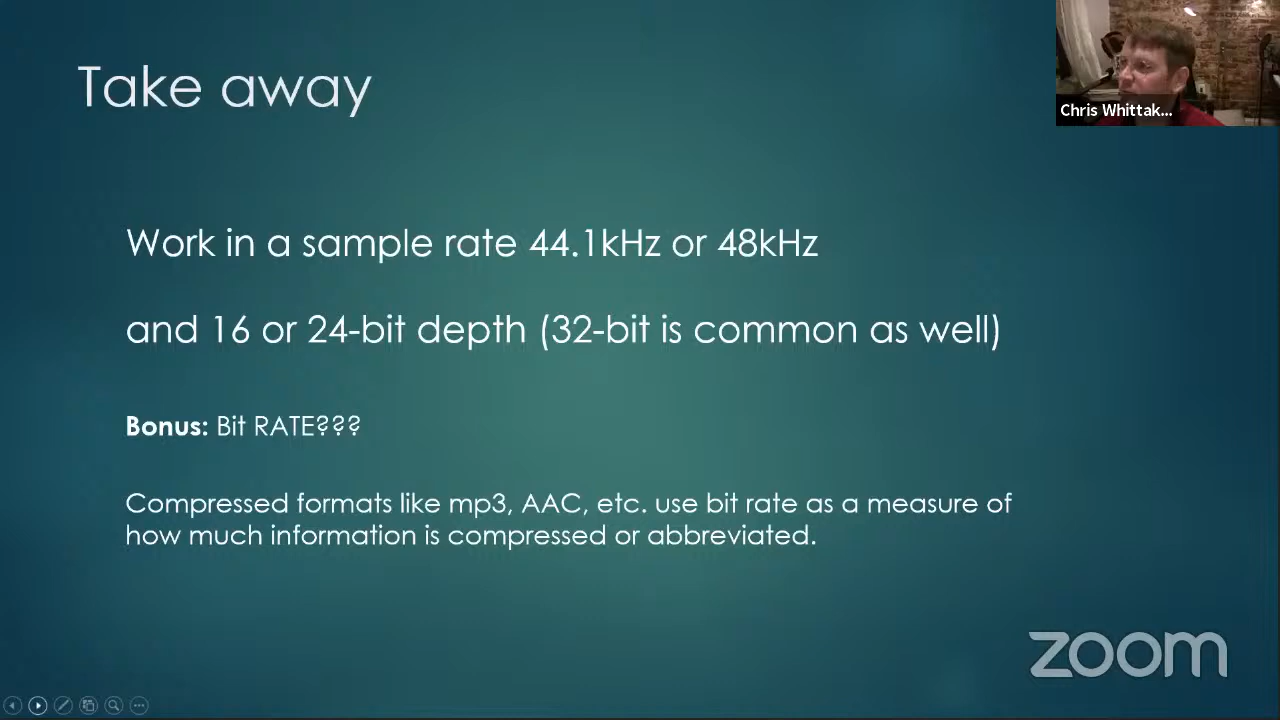 Take away
Chris Whittak...
Work in a sample rate 44.1kHz or 48kHz
and 16 or 24-bit depth (32-bit is common as well)
Bonus: Bit RATE???
Compressed formats like mp3, AAC, etc. use bit rate as a measure of
how much information is compressed or abbreviated.
zoom